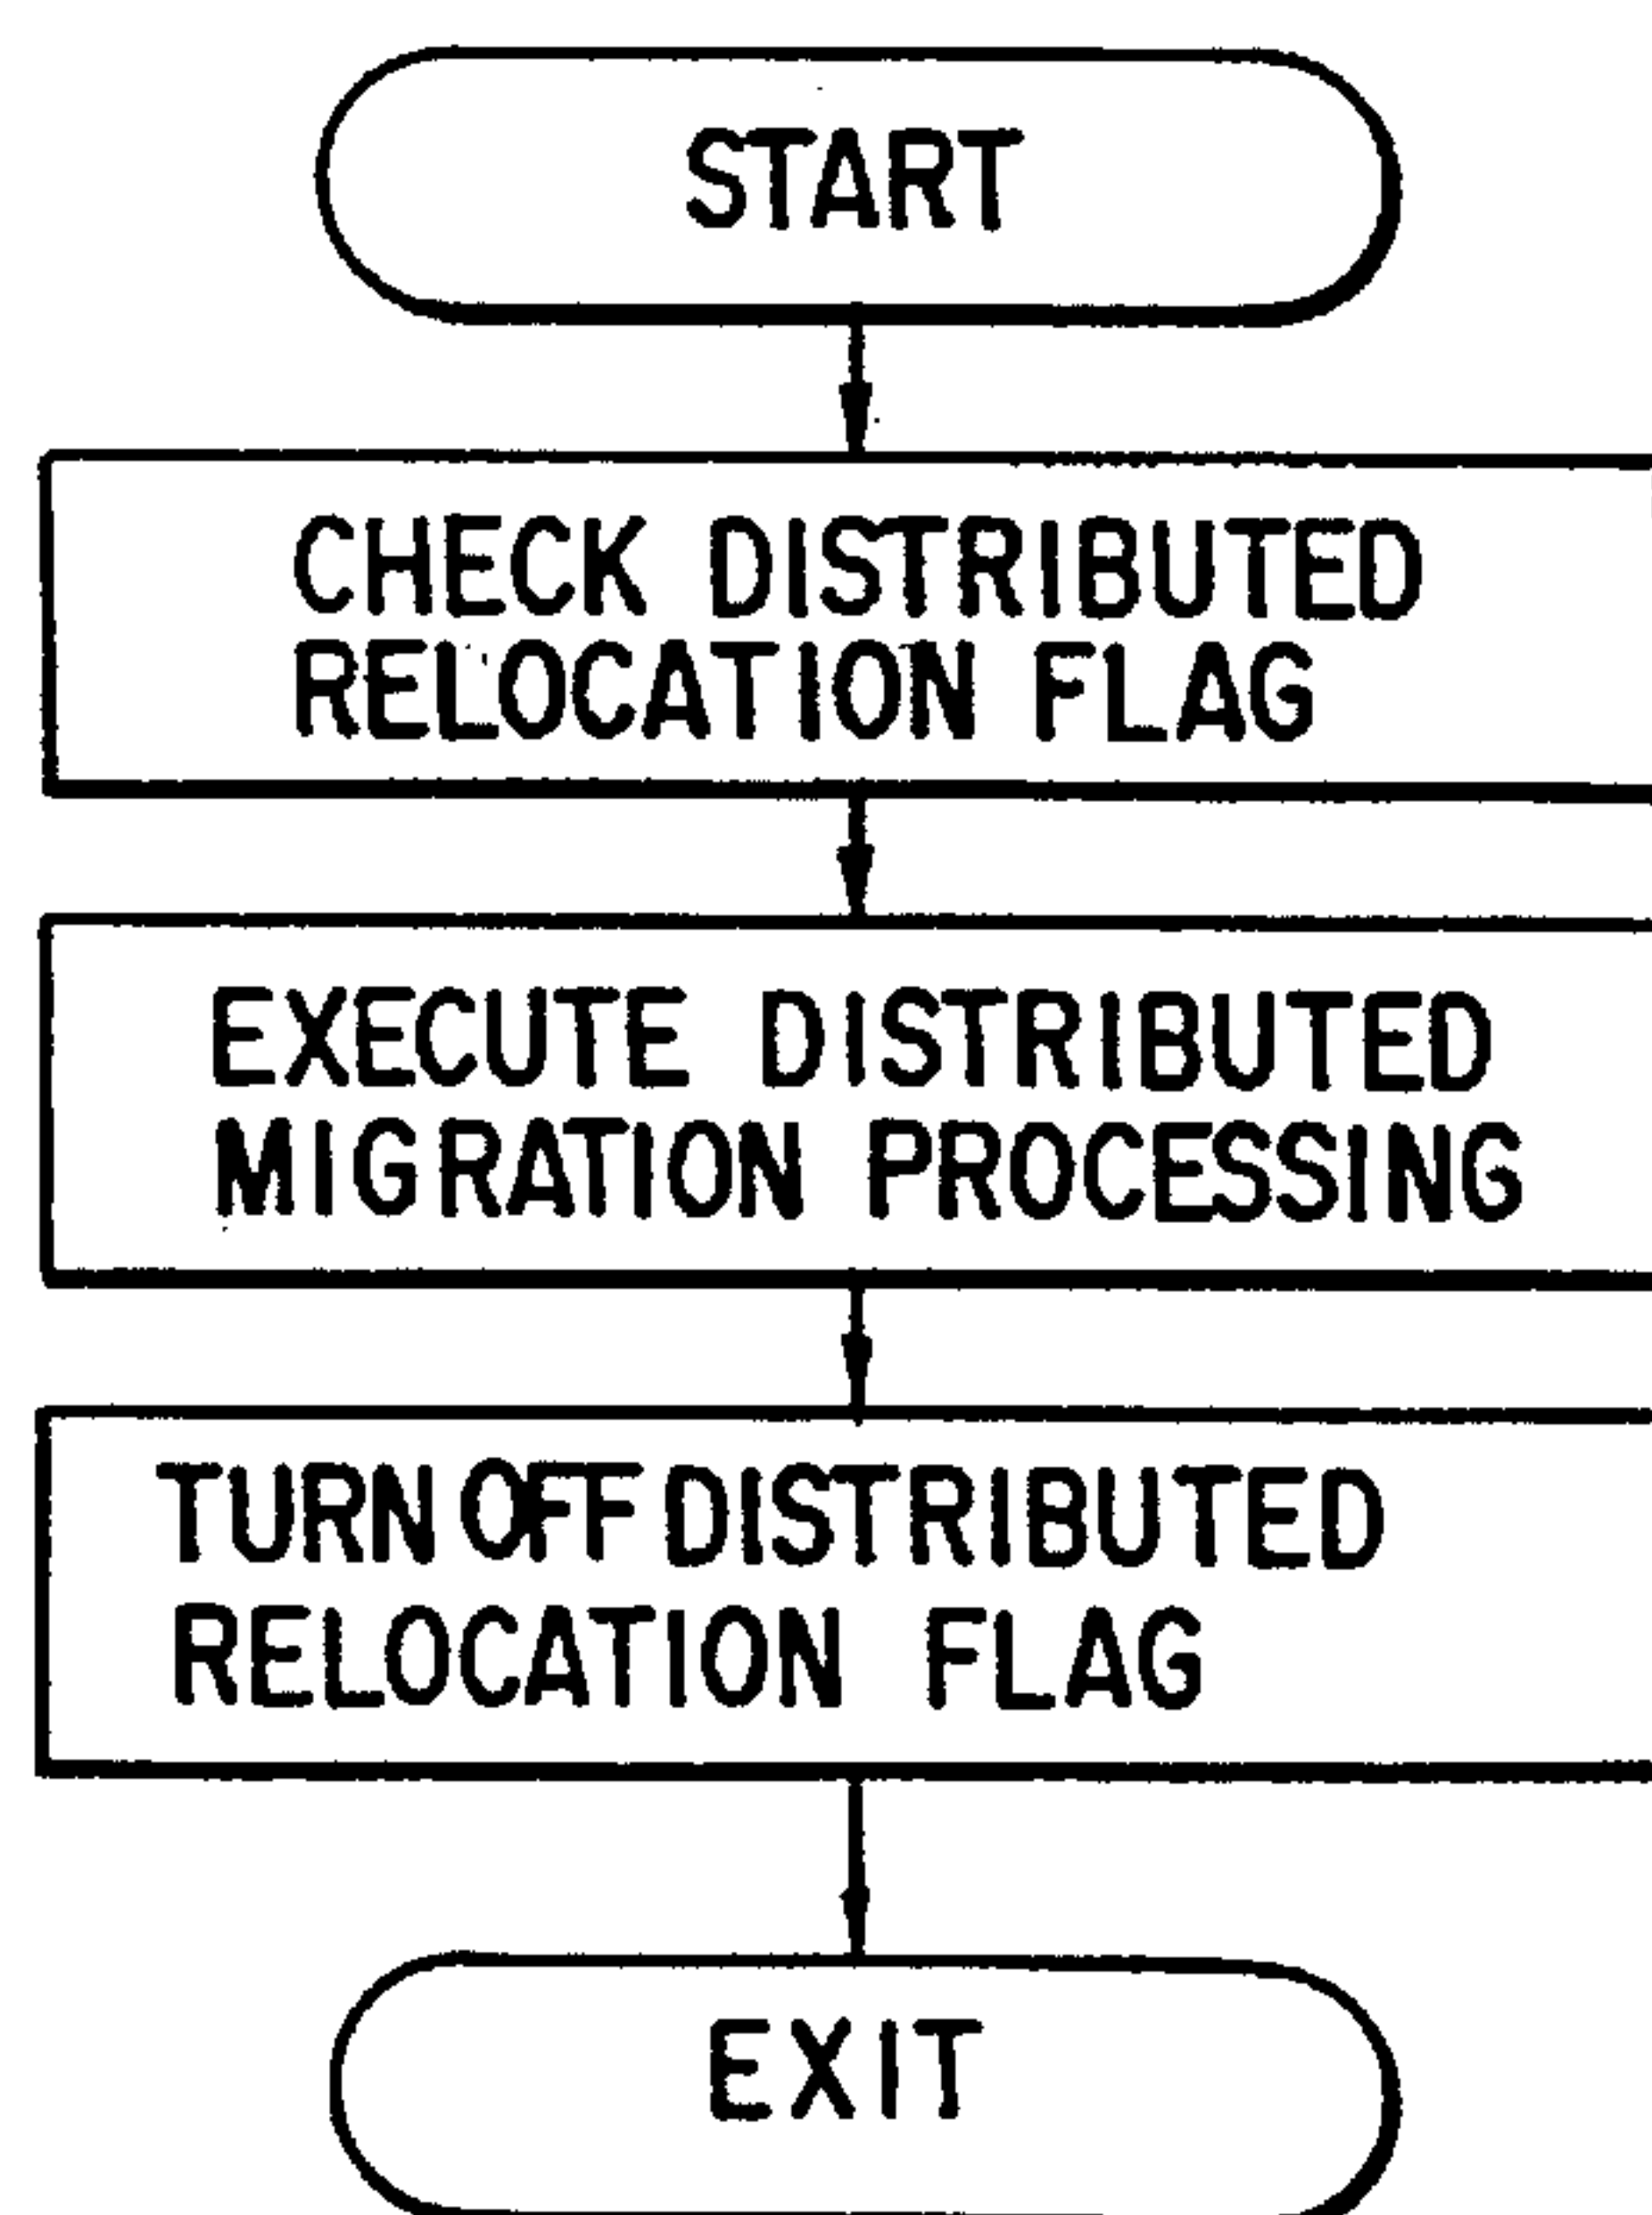 START
CHECK DISTRIBUTED
RELOCATION FLAG
EXECUTE DISTRIBUTED
MIGRATION PROCESSING
TURN OFF DISTRIBUTED
RELOCATION FLAG
EXIT